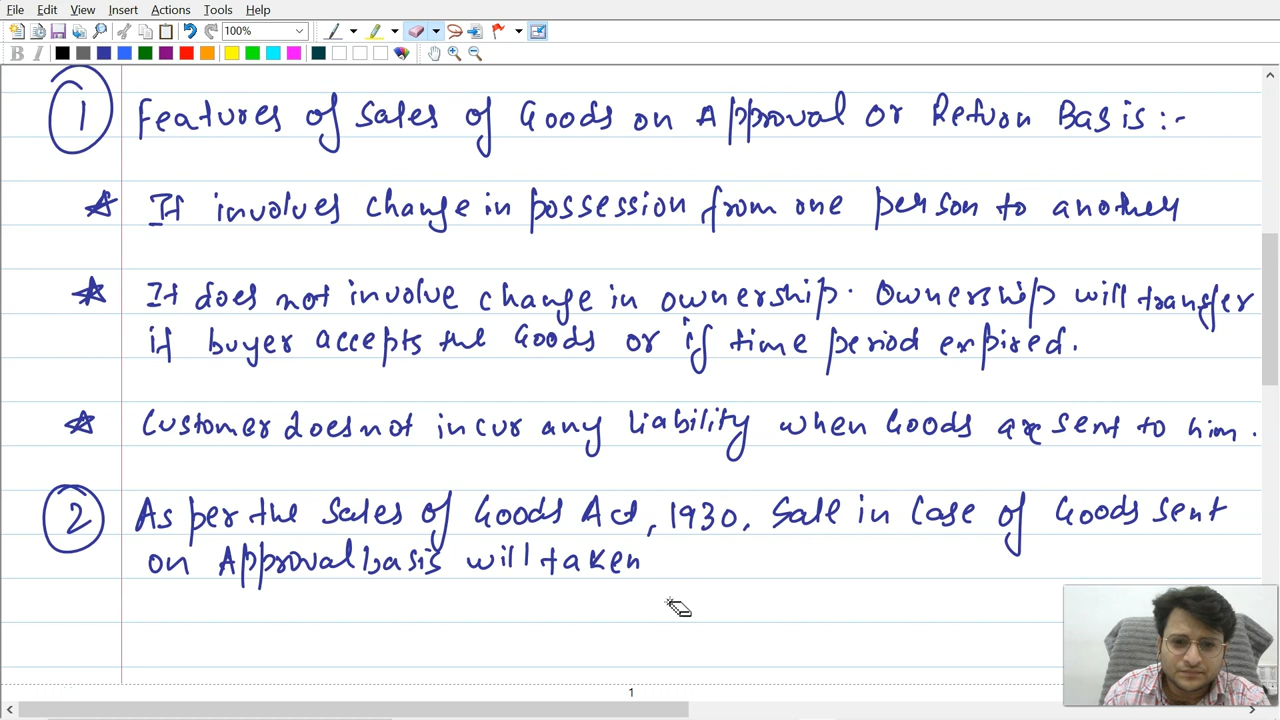 File Edit View Insert Actions Tools Help
100%
B I
1 Features of Sales of Goods on Approval or Return Basis:-
It involves change in possession from one person to another
It does not involve change in ownership. Ownership will transfer
if buyer accepts the Goods or if time period expired.
Customer does not incur any liability when Goods are sent to him.
2 As per the Sales of Goods Act, 1930, Sale in Case of Goods sent
on Approval basis will taken
1